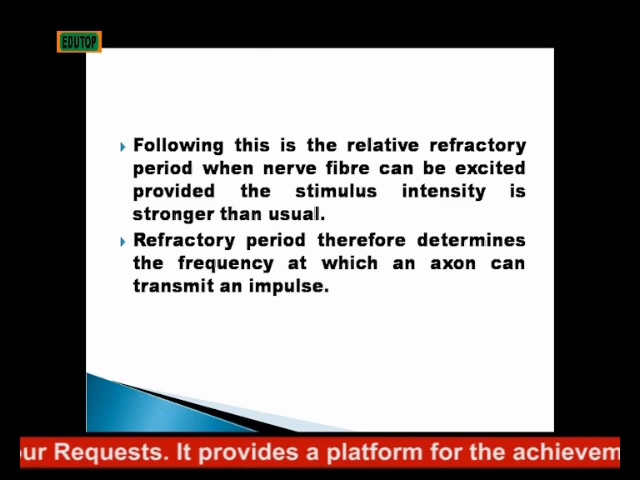 EDUTOP
Following this is the relative refractory
period when nerve fibre can be excited
provided the stimulus intensity is
stronger than usual.
Refractory period therefore determines
the frequency at which an axon can
transmit an impulse.
our Requests. It provides a platform for the achievem